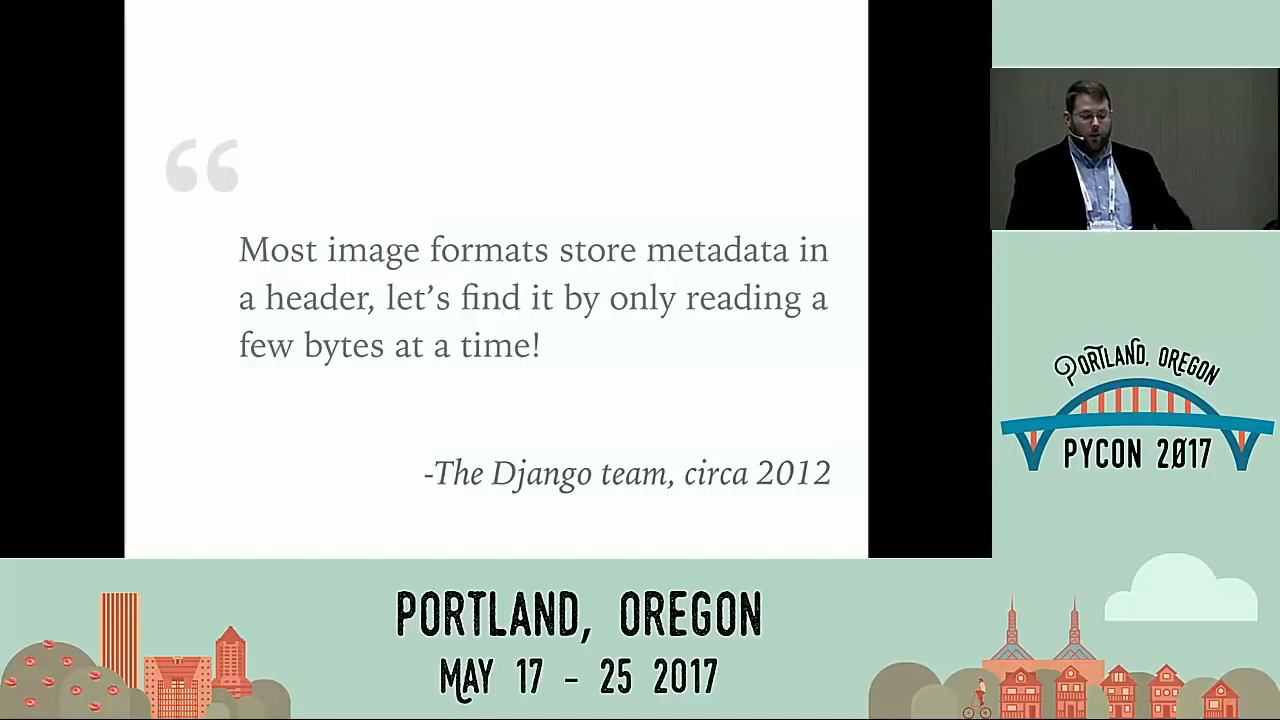 “
Most image formats store metadata in
a header, let’s find it by only reading a
few bytes at a time!
-The Django team, circa 2012
PORTLAND, OREGON
PYCON 2017
PORTLAND, OREGON
MAY 17 - 25 2017